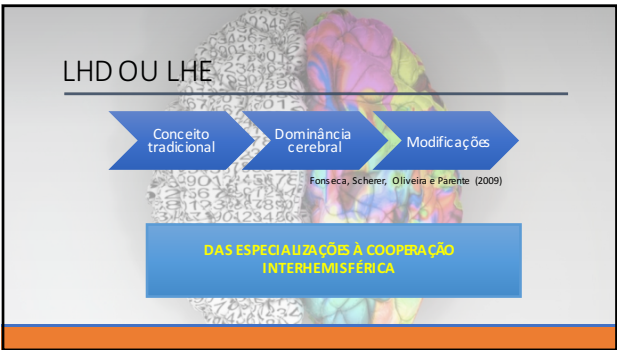 LHD OU LHE
Conceito
tradicional
Dominância
cerebral
Modificações
Fonseca, Scherer, Oliveira e Parente (2009)
DAS ESPECIALIZAÇÕES À COOPERAÇÃO
INTERHEMISFÉRICA